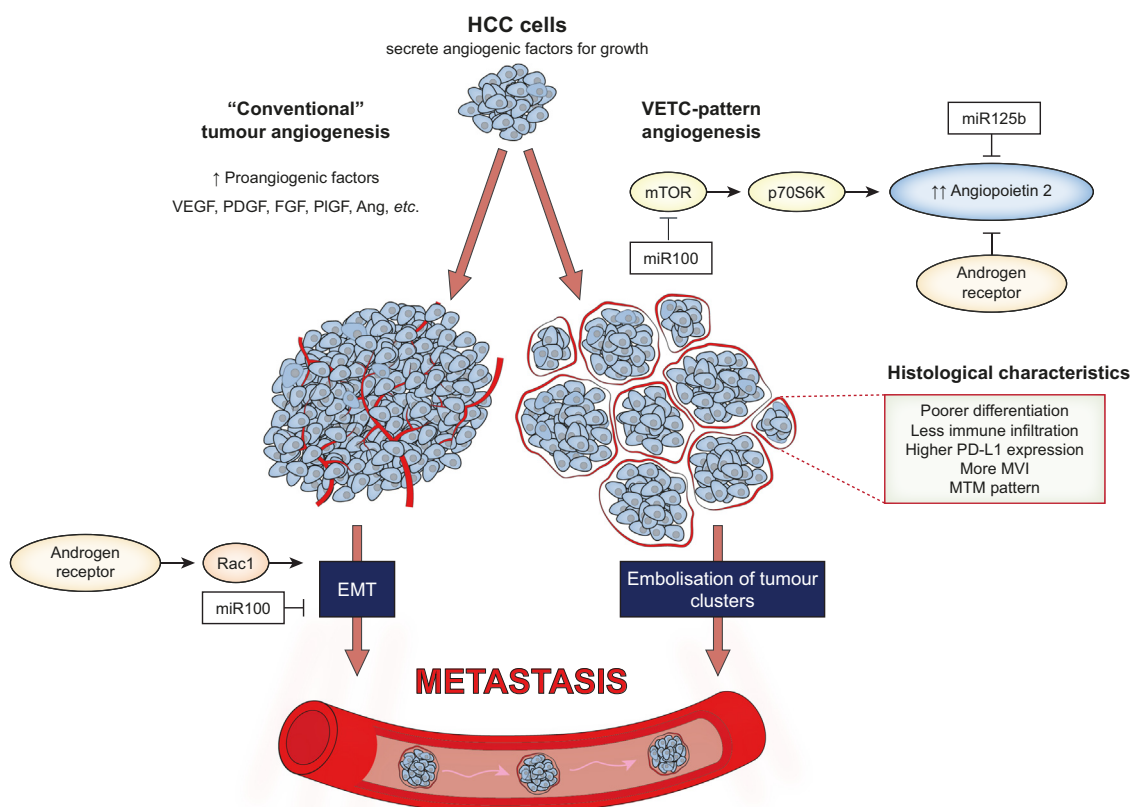 HCC cells
secrete angiogenic factors for growth
“Conventional”
tumour angiogenesis
↑ Proangiogenic factors
VEGF, PDGF, FGF, PlGF, Ang, etc.
VETC-pattern
angiogenesis
miR125b
mTOR
p70S6K
↑↑ Angiopoietin 2
miR100
Androgen
receptor
Histological characteristics
Poorer differentiation
Less immune infiltration
Higher PD-L1 expression
More MVI
MTM pattern
Androgen
receptor
Rac1
miR100
EMT
Embolisation of tumour
clusters
METASTASIS